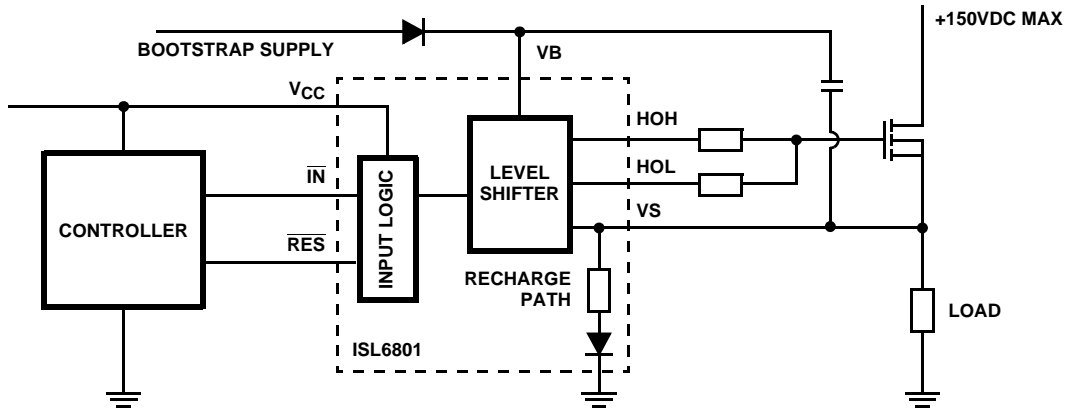 +150VDC MAX
BOOTSTRAP SUPPLY
VB
VCC
HOH
HOL
VS
IN
RES
CONTROLLER
INPUT LOGIC
LEVEL
SHIFTER
RECHARGE
PATH
LOAD
ISL6801